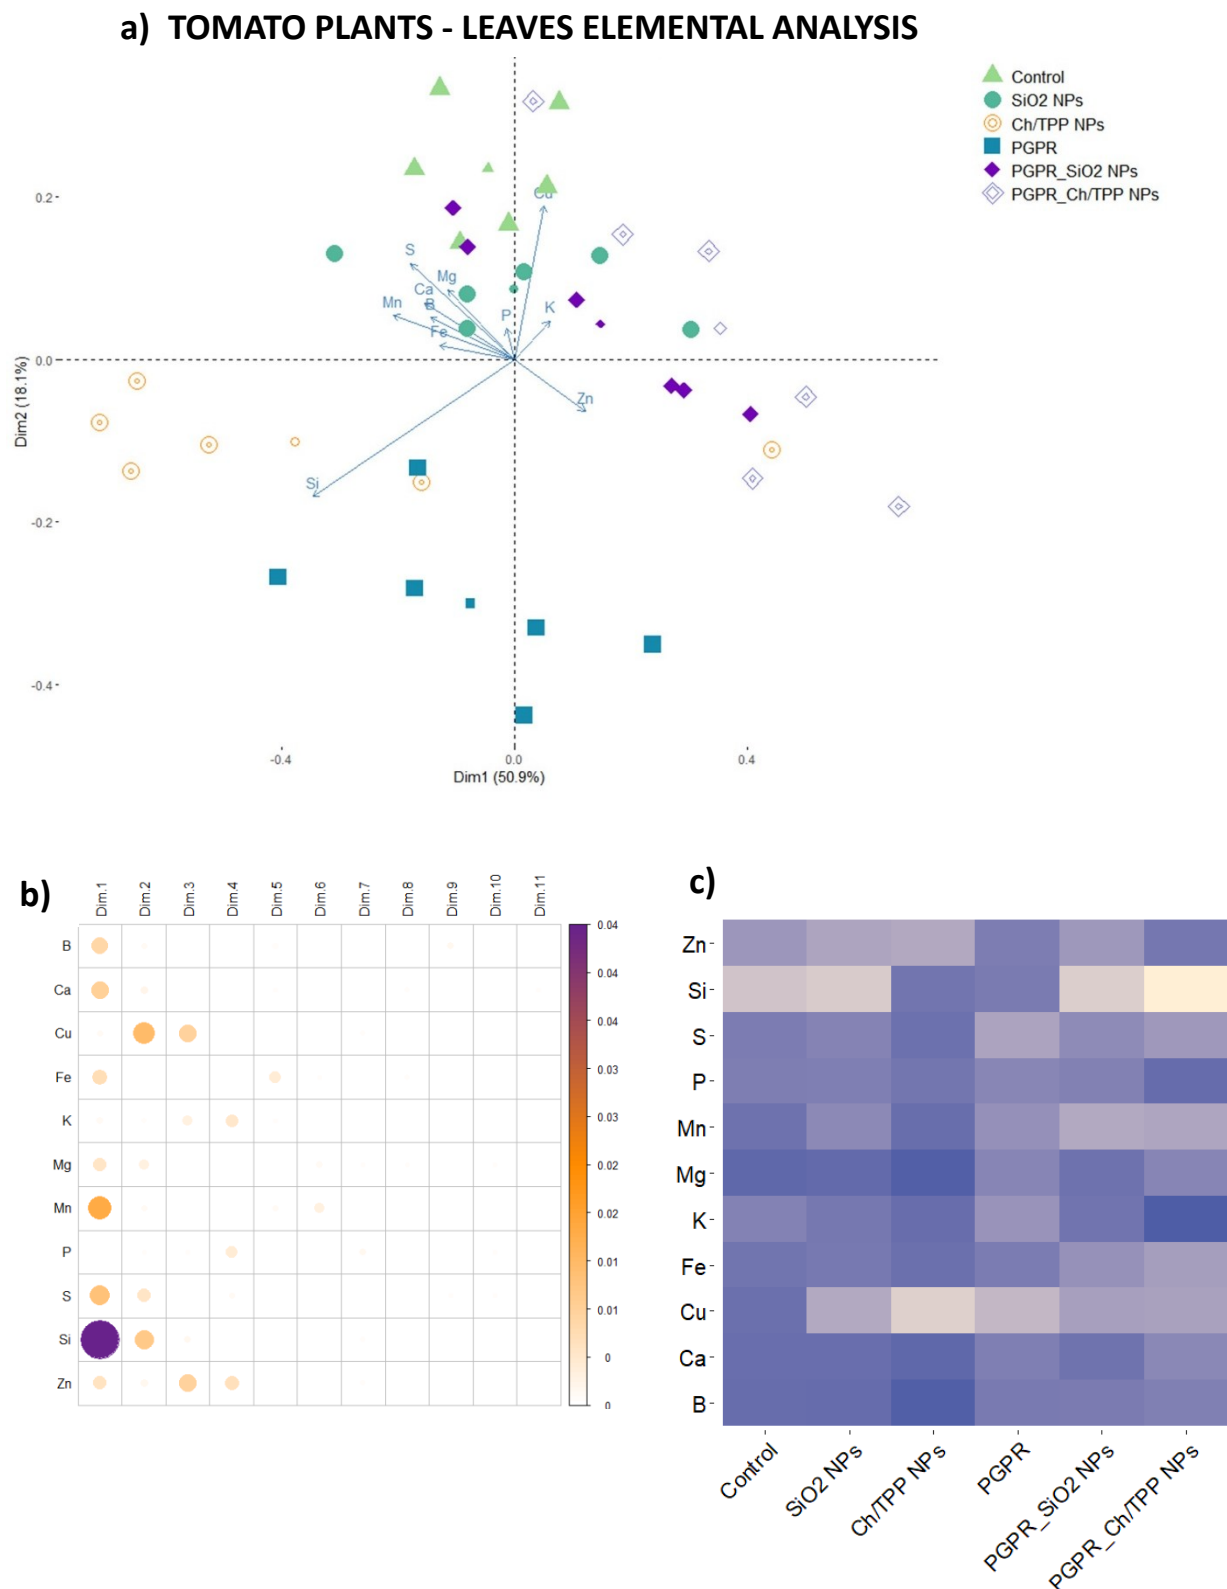 a) TOMATO PLANTS - LEAVES ELEMENTAL ANALYSIS
Control
SiO2 NPs
Ch/TPP NPs
PGPR
PGPR_SiO2 NPs
PGPR_Ch/TPP NPs
Cu
S
Mg
Ca
B
Mn
Fe
P
K
Zn
Si
0.2
0.0
-0.2
-0.4
Dim2 (18.1%)
-0.4
0.0
0.4
Dim1 (50.9%)
b)
Dim.1
Dim.2
Dim.3
Dim.4
Dim.5
Dim.6
Dim.7
Dim.8
Dim.9
Dim.10
Dim.11
B
Ca
Cu
Fe
K
Mg
Mn
P
S
Si
Zn
0.04
0.04
0.04
0.03
0.03
0.02
0.02
0.01
0.01
0
0
c)
Zn
Si
S
P
Mn
Mg
K
Fe
Cu
Ca
B
Control
SiO2 NPs
Ch/TPP NPs
PGPR
PGPR_SiO2 NPs
PGPR_Ch/TPP NPs